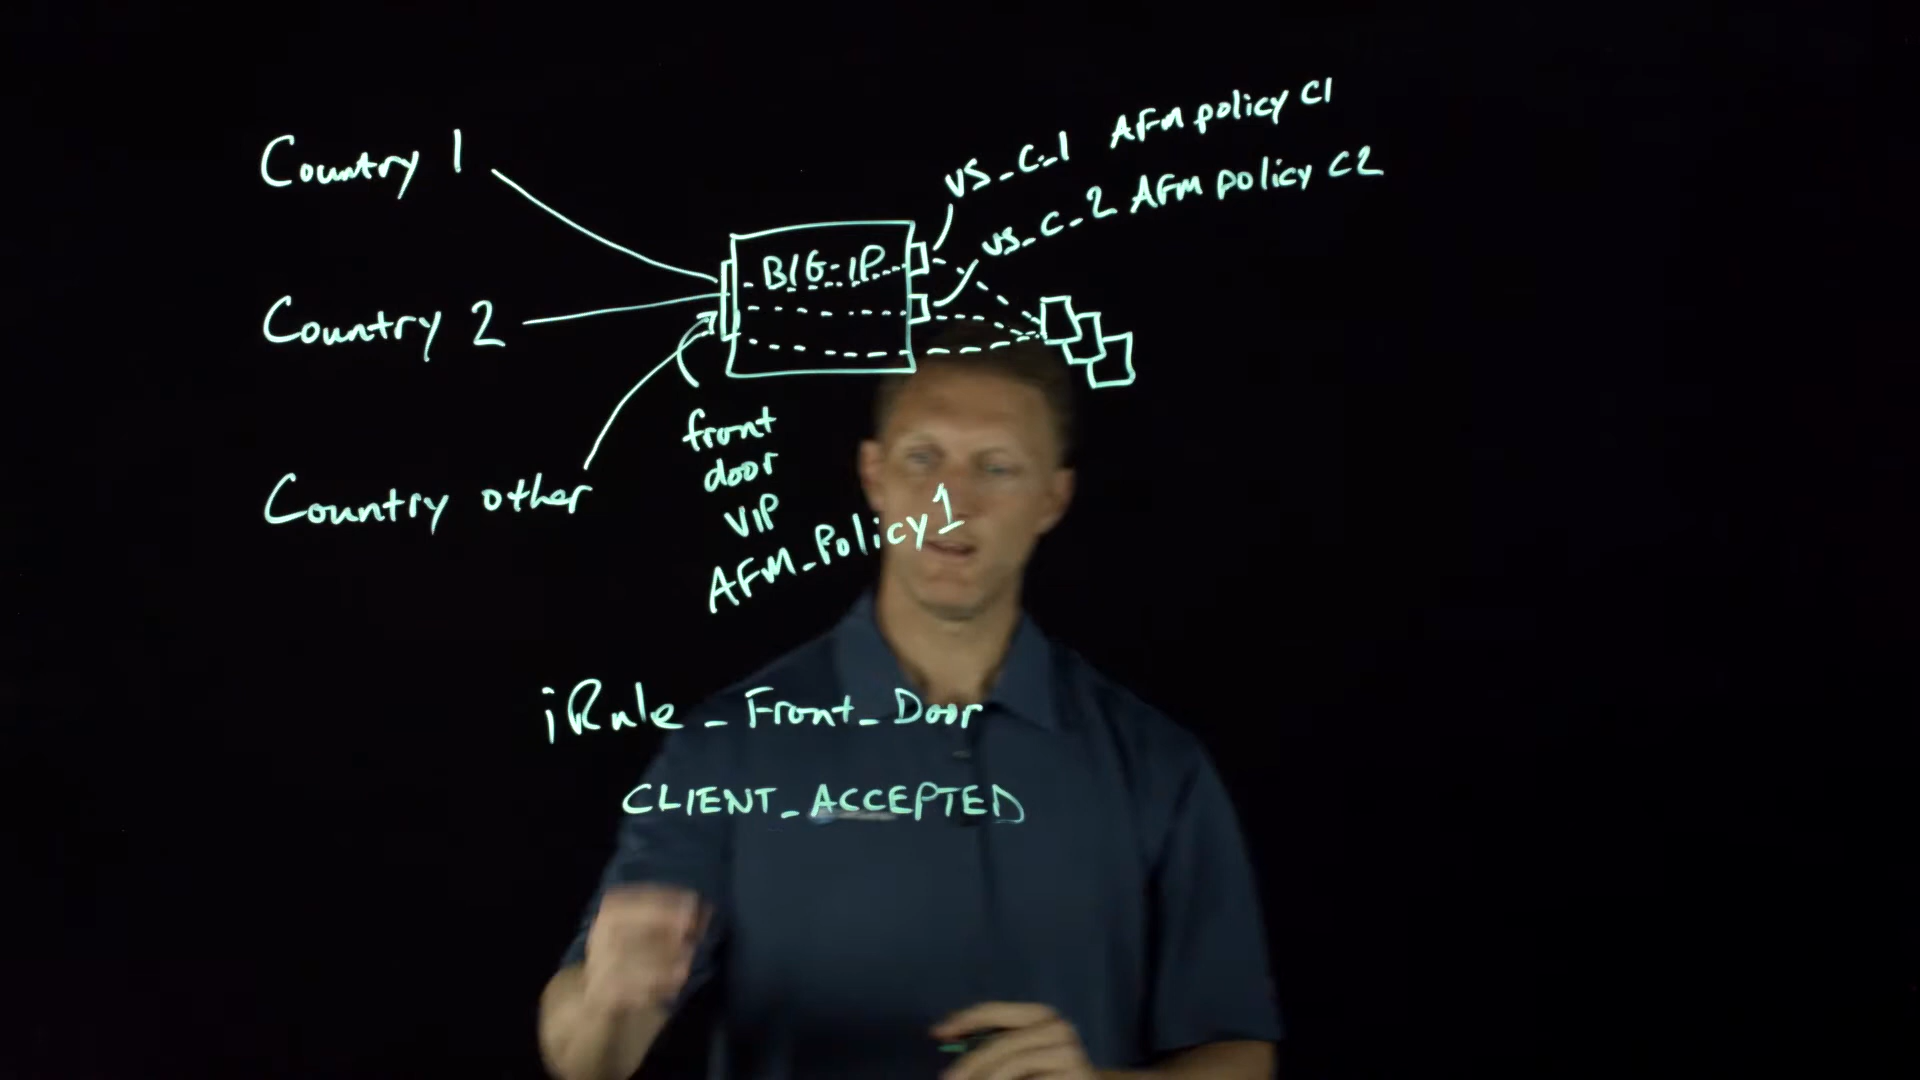 Country 1
Country 2
Country other
BIG-IP
vs_C_1 AFM policy C1
vs_C_2 AFM policy C2
front
door
VIP
AFM_Policy1
iRule_Front_Door
CLIENT_ACCEPTED